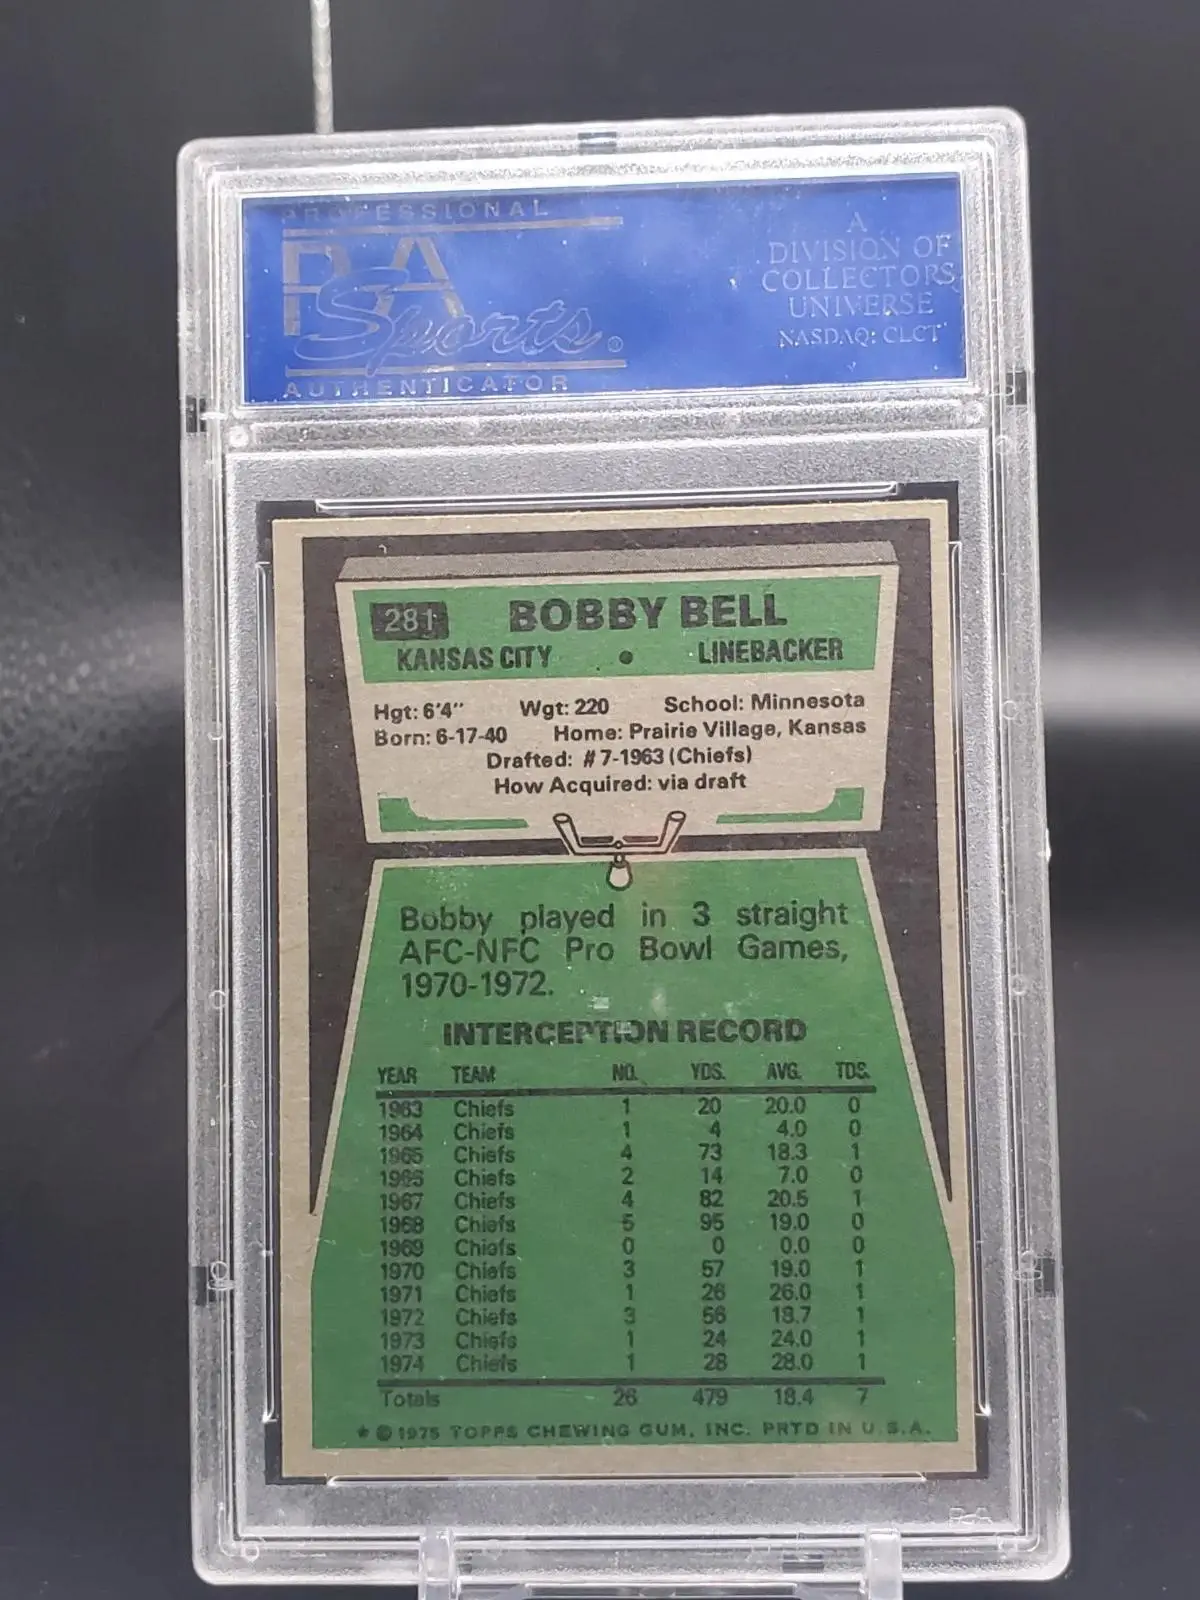 PROFESSIONAL
PSA
Sports®
AUTHENTICATOR
A
DIVISION OF
COLLECTORS
UNIVERSE
NASDAQ: CLCT
281 BOBBY BELL
KANSAS CITY • LINEBACKER
Hgt: 6'4" Wgt: 220 School: Minnesota
Born: 6-17-40 Home: Prairie Village, Kansas
Drafted: #7-1963 (Chiefs)
How Acquired: via draft
Bobby played in 3 straight
AFC-NFC Pro Bowl Games,
1970-1972.
INTERCEPTION RECORD
YEAR TEAM NO. YDS. AVG. TDS.
1963 Chiefs 1 20 20.0 0
1964 Chiefs 1 4 4.0 0
1965 Chiefs 4 73 18.3 1
1966 Chiefs 2 14 7.0 0
1967 Chiefs 4 82 20.5 1
1968 Chiefs 5 95 19.0 0
1969 Chiefs 0 0 0.0 0
1970 Chiefs 3 57 19.0 1
1971 Chiefs 1 26 26.0 1
1972 Chiefs 3 56 18.7 1
1973 Chiefs 1 24 24.0 1
1974 Chiefs 1 28 28.0 1
Totals 26 479 18.4 7
* © 1975 TOPPS CHEWING GUM, INC. PRTD IN U.S.A.
PSA